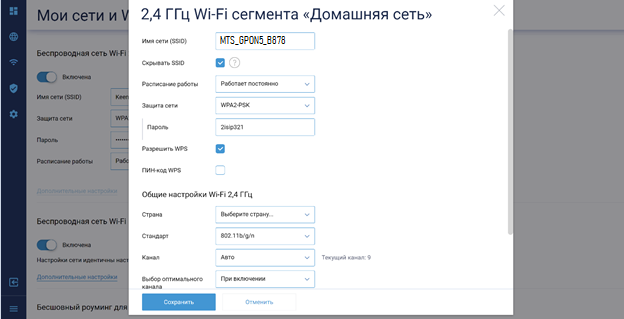 Мои сети и W
2,4 ГГц Wi-Fi сегмента «Домашняя сеть»
Имя сети (SSID) MTS_GPON5_B878
Скрывать SSID
Расписание работы Работает постоянно
Защита сети WPA2-PSK
Пароль 2isip321
Разрешить WPS
ПИН-код WPS
Общие настройки Wi-Fi 2,4 ГГц
Страна Выберите страну...
Стандарт 802.11b/g/n
Канал Авто Текущий канал: 9
Выбор оптимального канала При включении
Сохранить Отменить
Беспроводная сеть Wi-Fi
Включена
Имя сети (SSID) Keen
Защита сети WPA
Пароль
Расписание работы Рабо
Дополнительные настройки
Беспроводная сеть Wi-Fi
Включена
Настройки сети идентичны наст
Дополнительные настройки
Бесшовный роуминг для